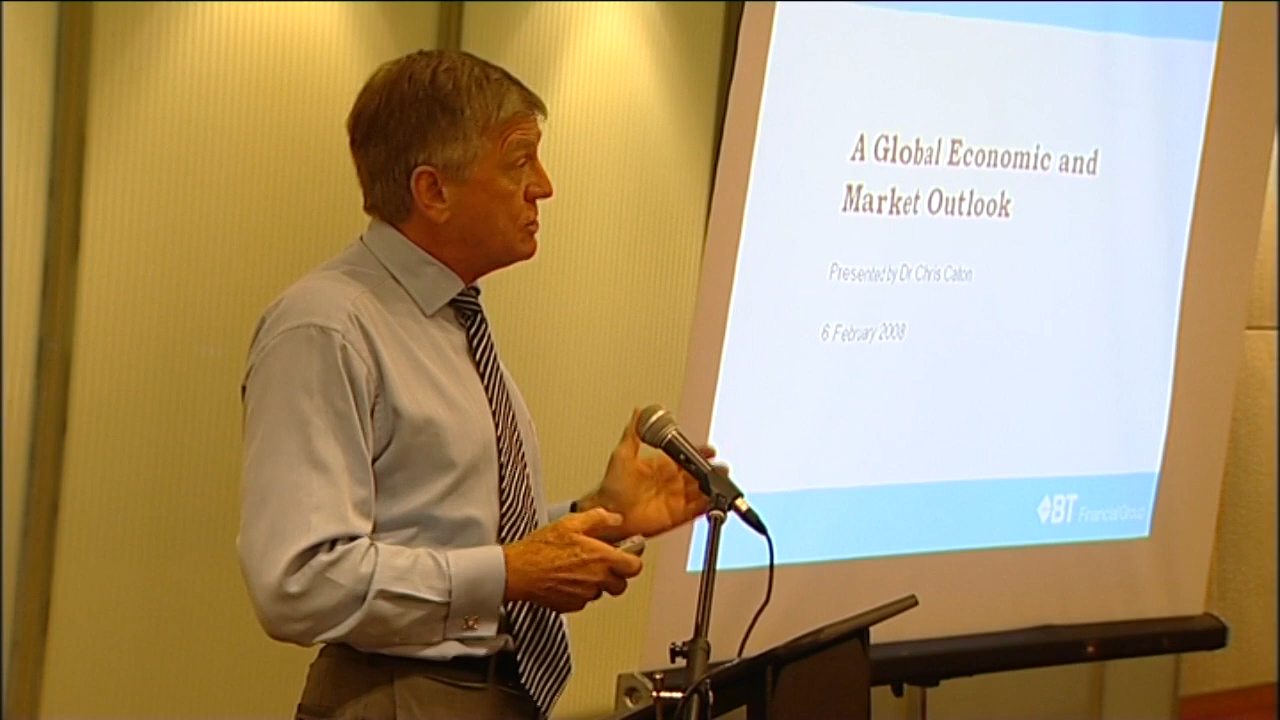 A Global Economic and
Market Outlook
Presented by Dr Chris Caton
6 February 2008
BT Financial Group